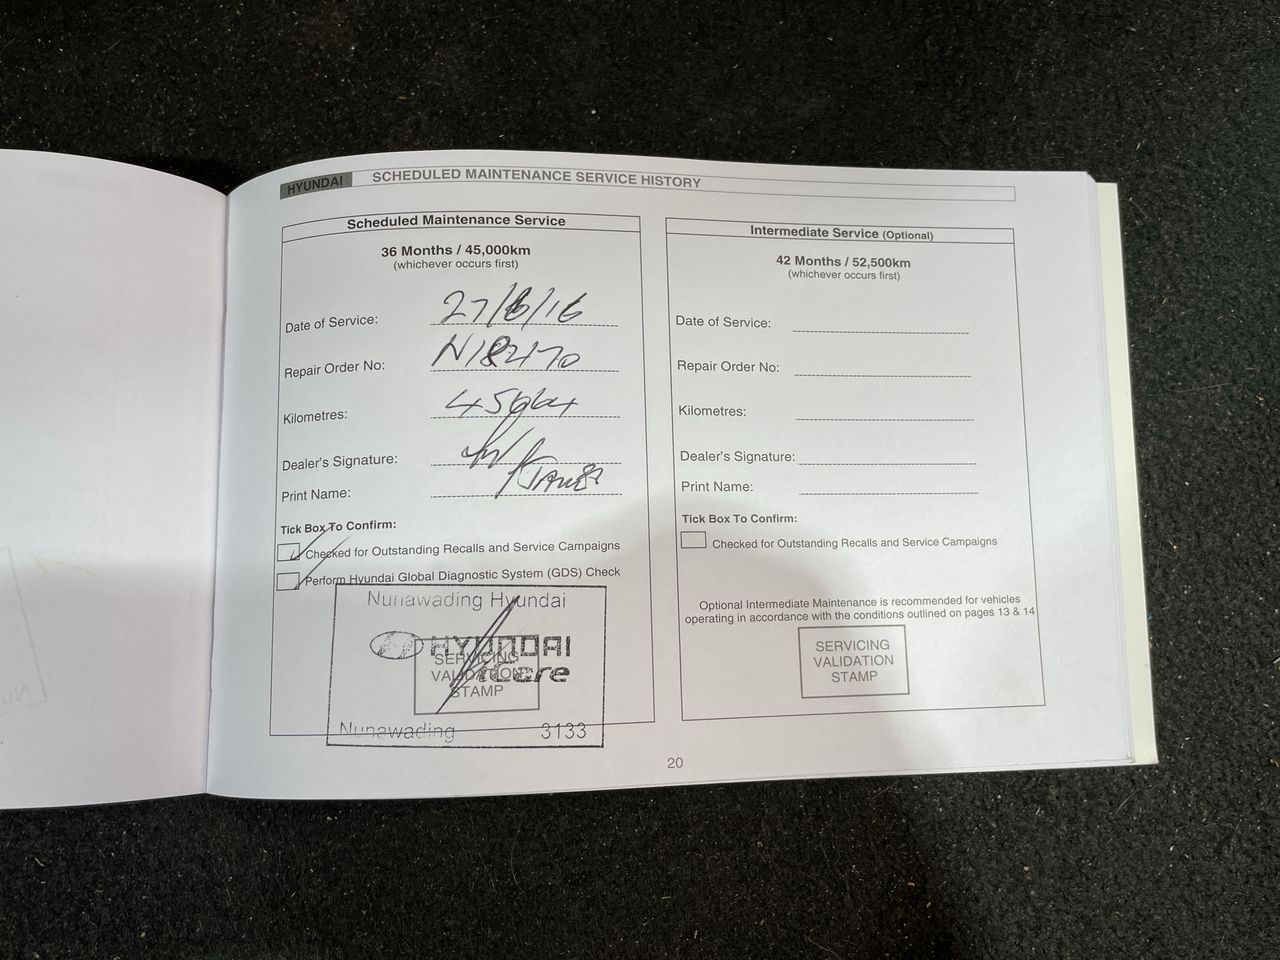 HYUNDAI SCHEDULED MAINTENANCE SERVICE HISTORY
Scheduled Maintenance Service
36 Months / 45,000km
(whichever occurs first)
Date of Service: 27/6/16
Repair Order No: N18470
Kilometres: 45664
Dealer's Signature:
Print Name:
Tick Box To Confirm:
Checked for Outstanding Recalls and Service Campaigns
Perform Hyundai Global Diagnostic System (GDS) Check
Nunawading Hyundai
HYUNDAI
iCare
SERVICING
VALIDATION
STAMP
Nunawading 3133
Intermediate Service (Optional)
42 Months / 52,500km
(whichever occurs first)
Date of Service:
Repair Order No:
Kilometres:
Dealer's Signature:
Print Name:
Tick Box To Confirm:
Checked for Outstanding Recalls and Service Campaigns
Optional Intermediate Maintenance is recommended for vehicles
operating in accordance with the conditions outlined on pages 13 & 14
SERVICING
VALIDATION
STAMP
20